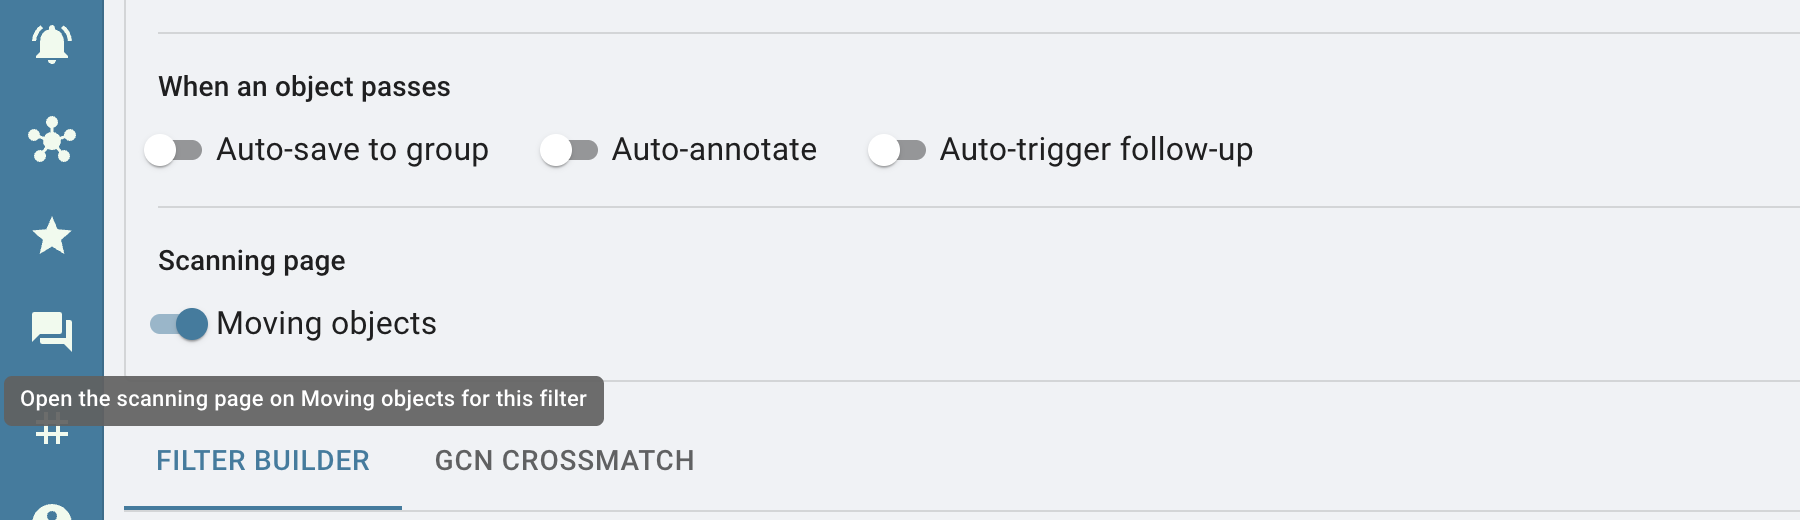 When an object passes
Auto-save to group Auto-annotate Auto-trigger follow-up
Scanning page
Moving objects
Open the scanning page on Moving objects for this filter
FILTER BUILDER GCN CROSSMATCH